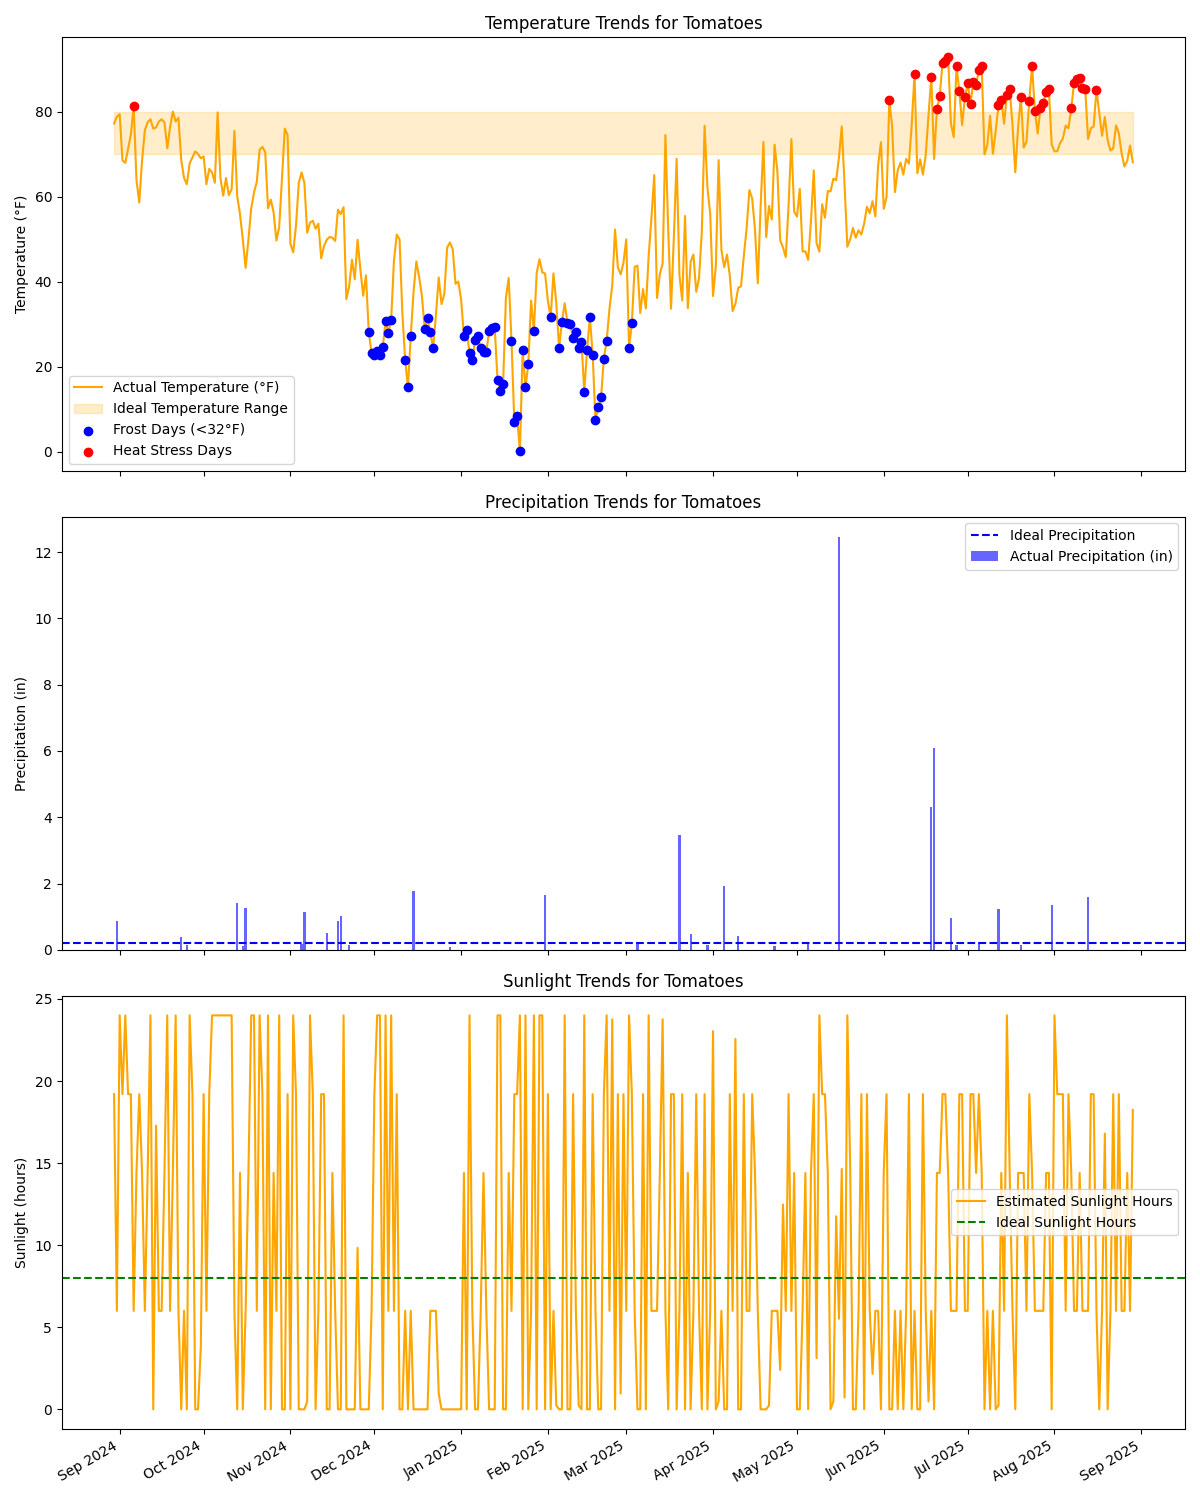 Temperature Trends for Tomatoes
Temperature (°F)
80
60
40
20
0
Actual Temperature (°F)
Ideal Temperature Range
Frost Days (<32°F)
Heat Stress Days
Precipitation Trends for Tomatoes
Precipitation (in)
12
10
8
6
4
2
0
Ideal Precipitation
Actual Precipitation (in)
Sunlight Trends for Tomatoes
Sunlight (hours)
25
20
15
10
5
0
Estimated Sunlight Hours
Ideal Sunlight Hours
Sep 2024
Oct 2024
Nov 2024
Dec 2024
Jan 2025
Feb 2025
Mar 2025
Apr 2025
May 2025
Jun 2025
Jul 2025
Aug 2025
Sep 2025